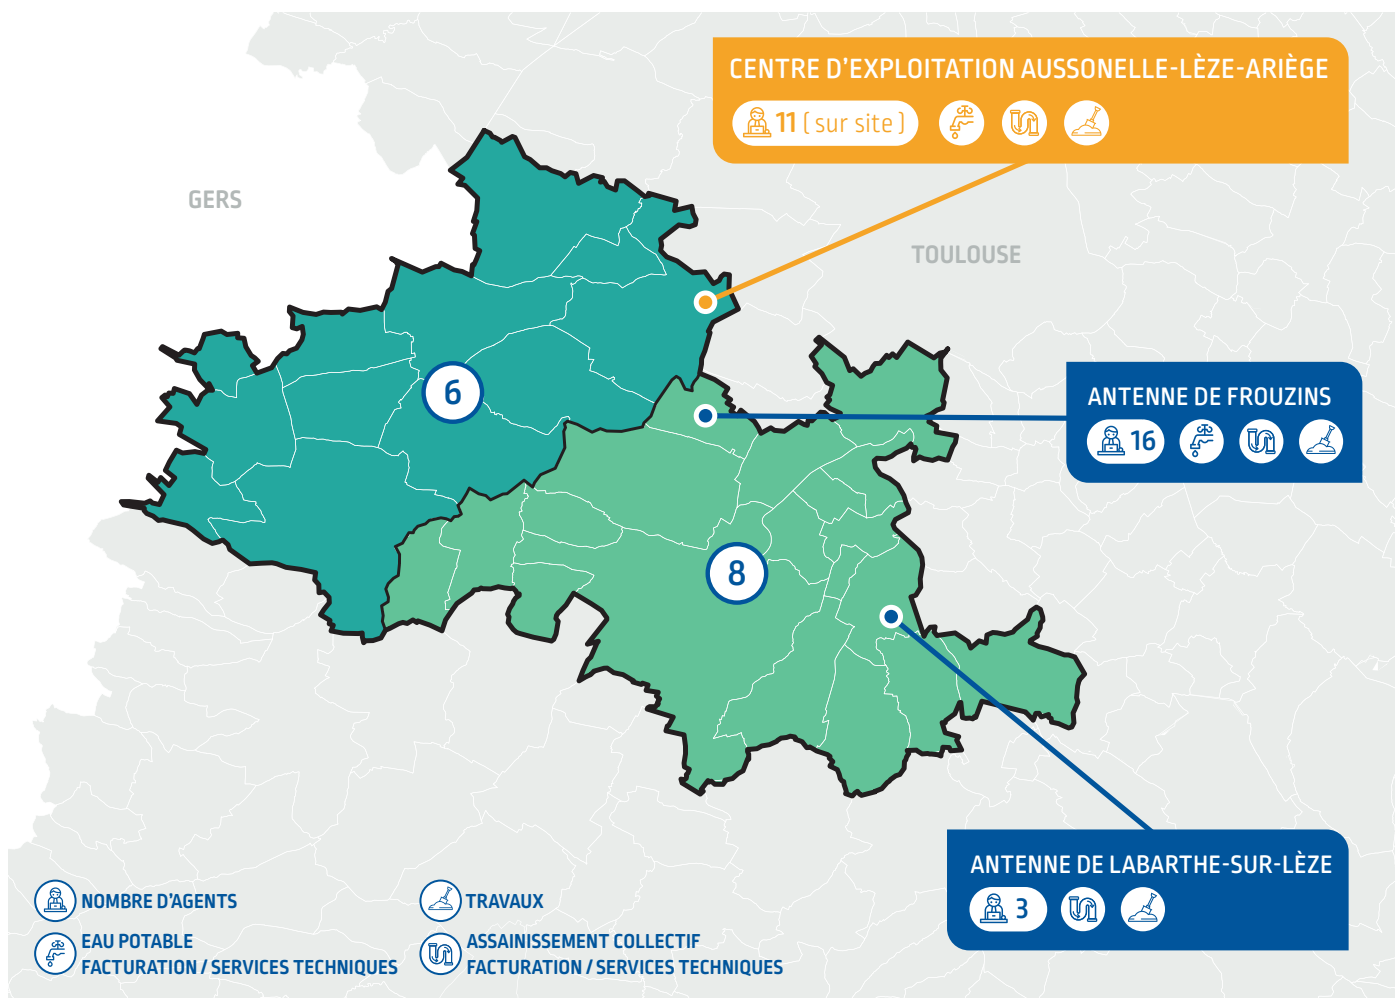 CENTRE D'EXPLOITATION AUSSONELLE-LÈZE-ARIÈGE
11 ( sur site )
GERS
TOULOUSE
ANTENNE DE FROUZINS
16
6
8
ANTENNE DE LABARTHE-SUR-LÈZE
3
NOMBRE D'AGENTS
TRAVAUX
EAU POTABLE
FACTURATION / SERVICES TECHNIQUES
ASSAINISSEMENT COLLECTIF
FACTURATION / SERVICES TECHNIQUES